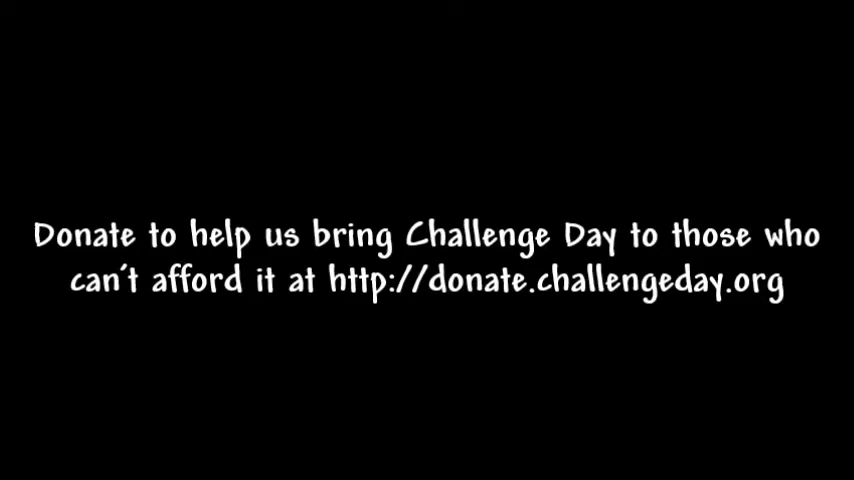 Donate to help us bring Challenge Day to those who
can't afford it at http://donate.challengeday.org